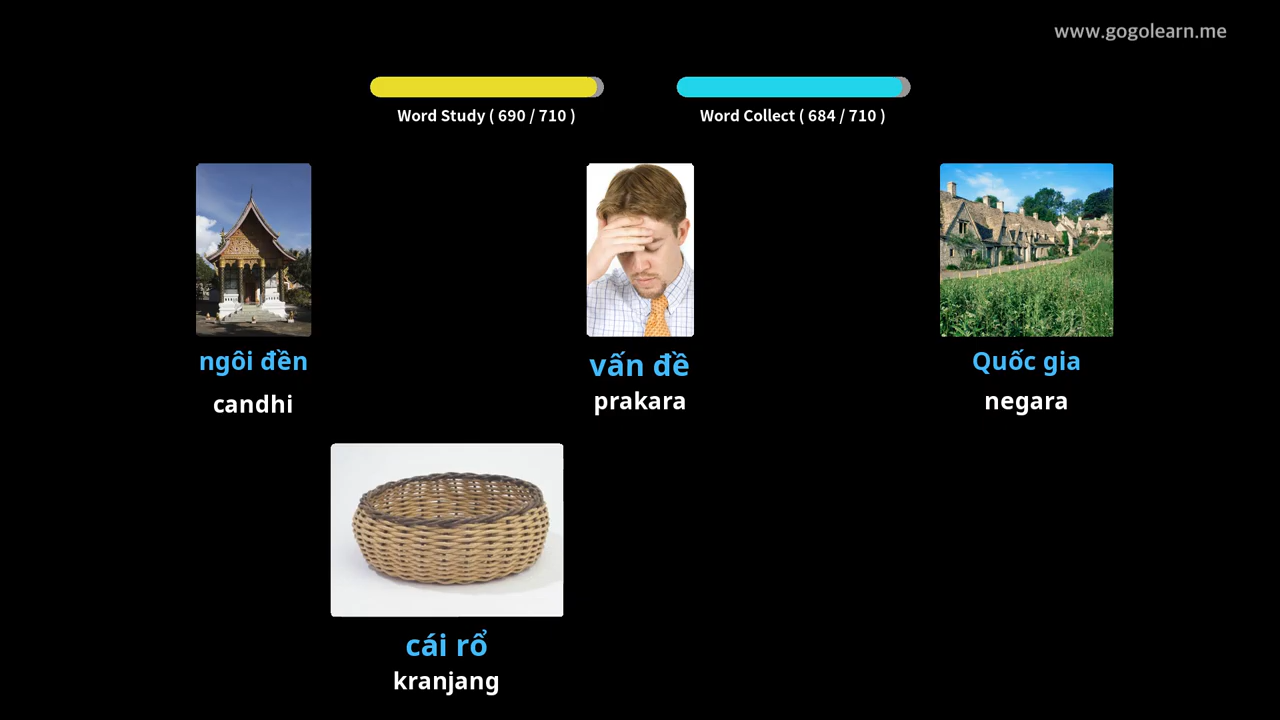 www.gogolearn.me
Word Study ( 690 / 710 )
Word Collect ( 684 / 710 )
ngôi đền
candhi
vấn đề
prakara
Quốc gia
negara
cái rổ
kranjang